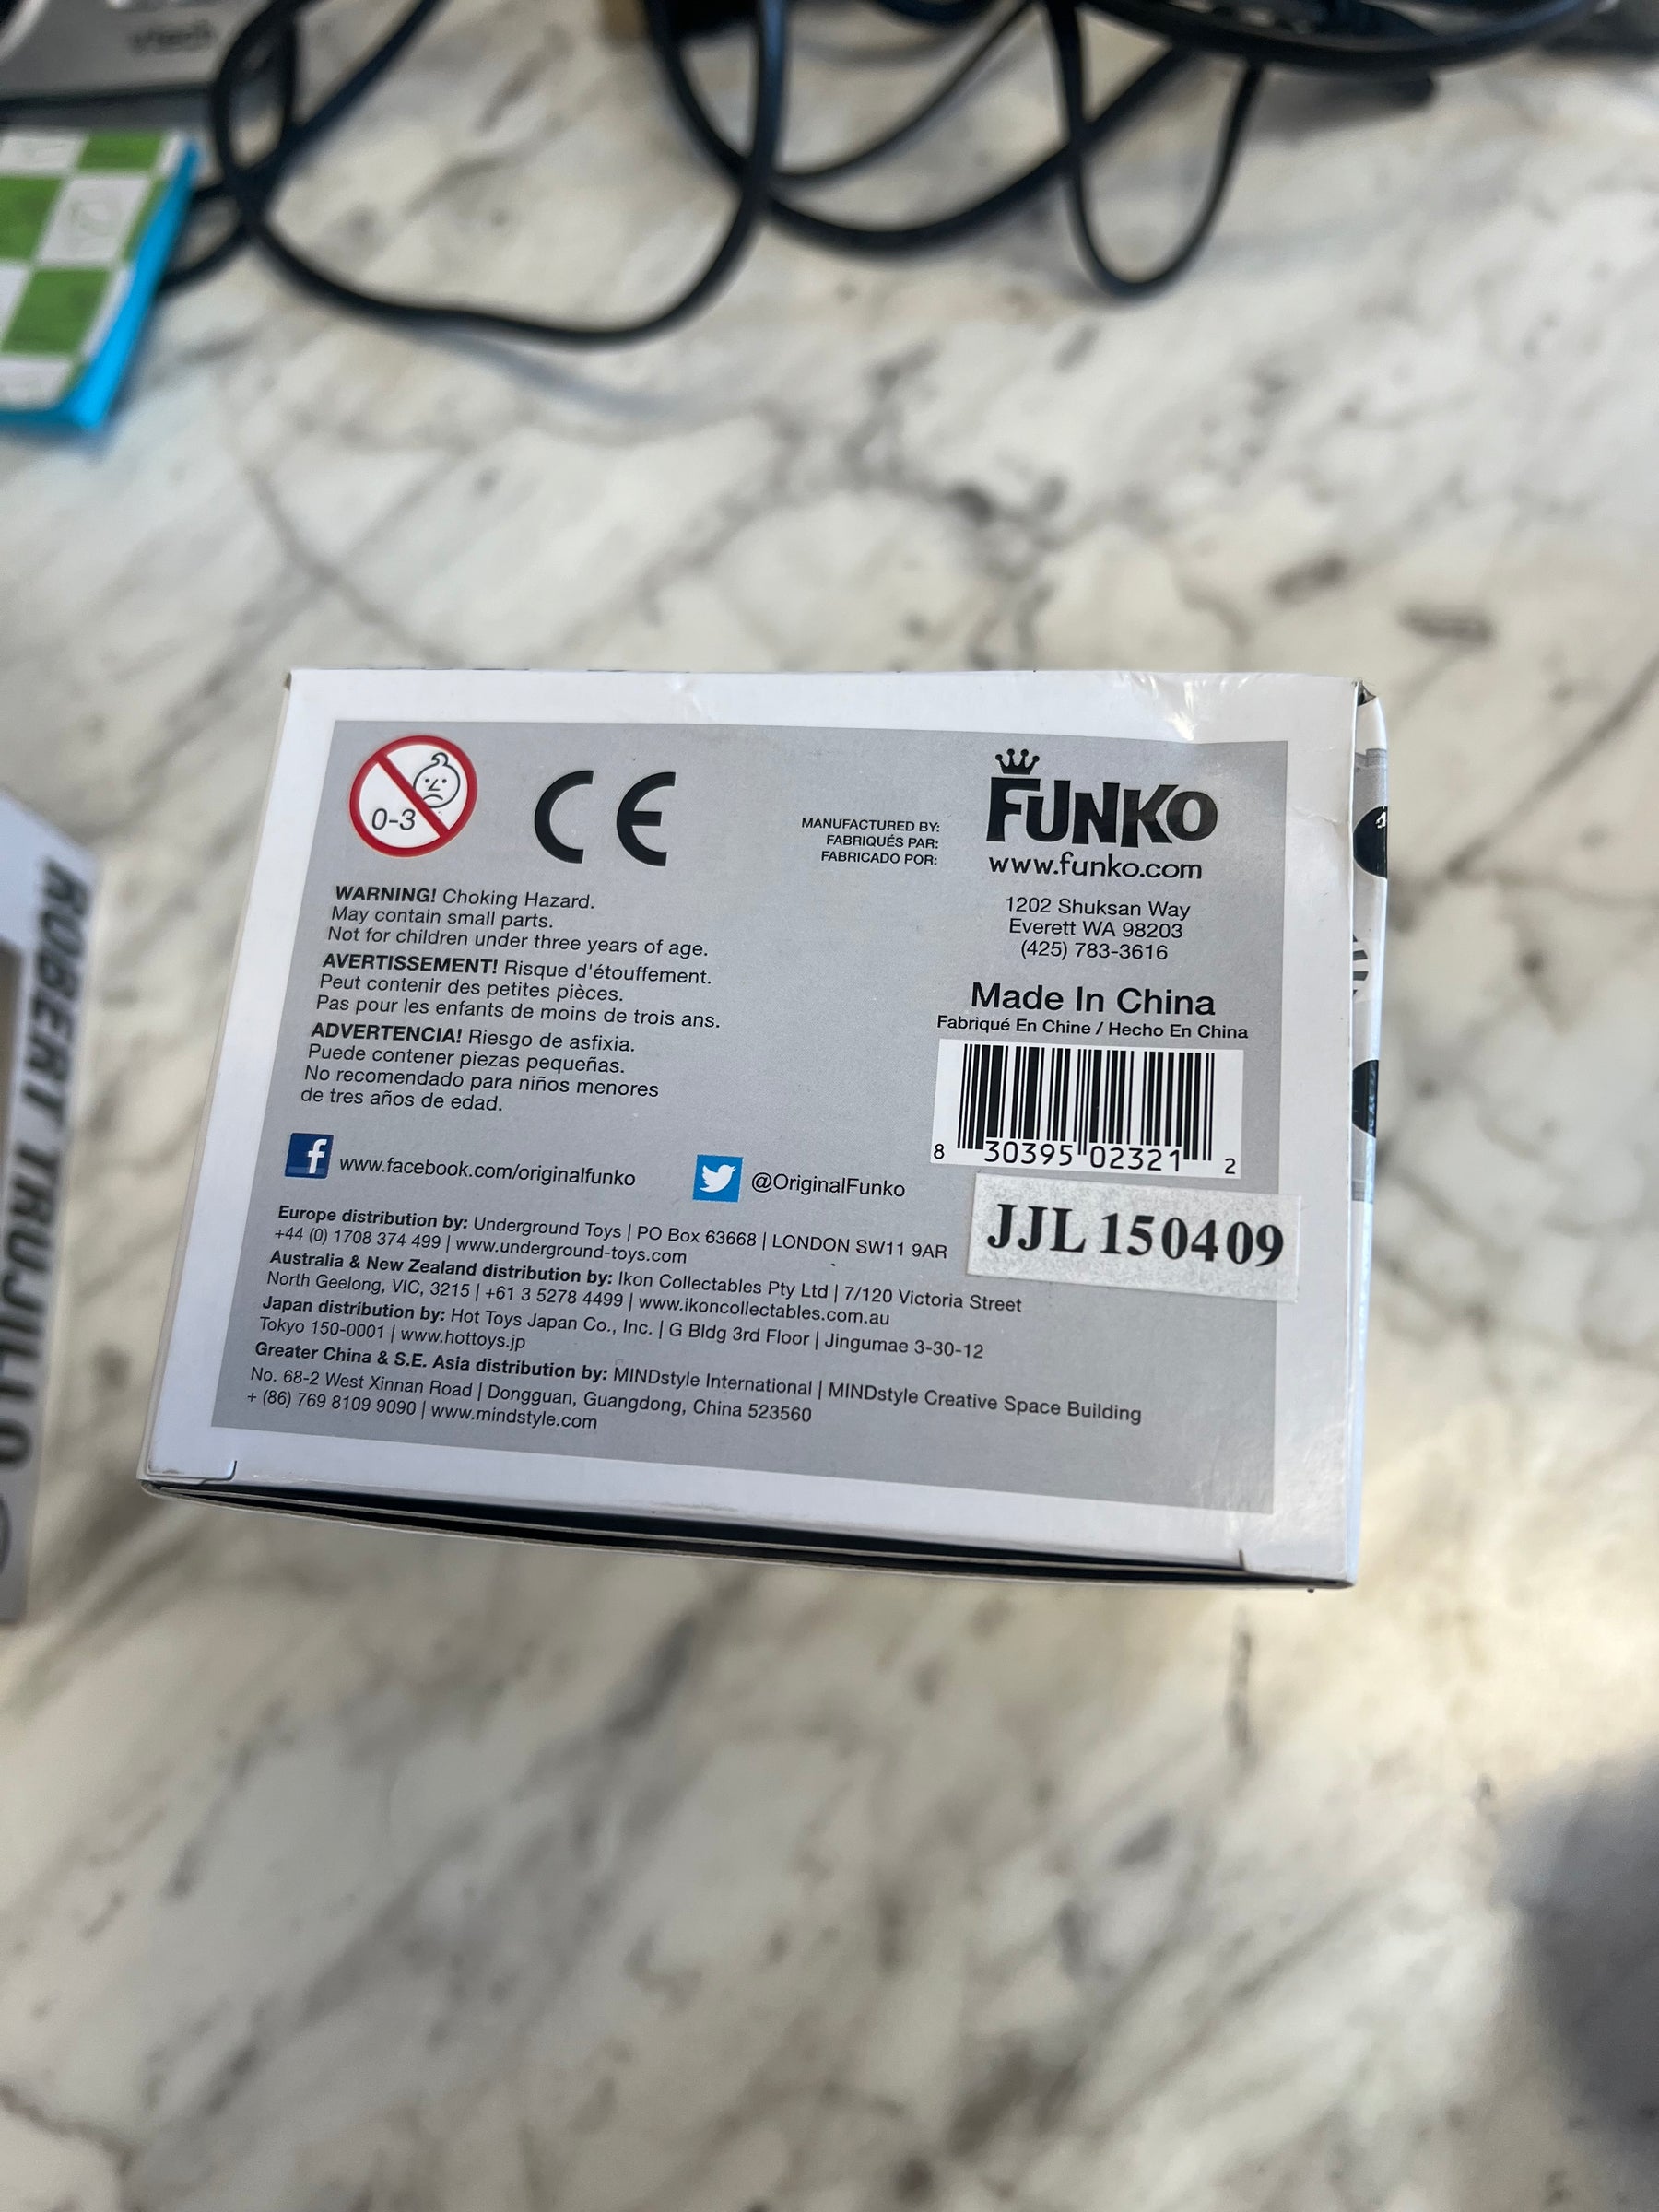 vtech
ROBERT TRUJILLO
0-3
CE
MANUFACTURED BY:
FABRIQUÉS PAR:
FABRICADO POR:
FUNKO
www.funko.com
1202 Shuksan Way
Everett WA 98203
(425) 783-3616
Made In China
Fabriqué En Chine / Hecho En China
8 30395 02321 2
JJL 150409
WARNING! Choking Hazard.
May contain small parts.
Not for children under three years of age.
AVERTISSEMENT! Risque d'étouffement.
Peut contenir des petites pièces.
Pas pour les enfants de moins de trois ans.
ADVERTENCIA! Riesgo de asfixia.
Puede contener piezas pequeñas.
No recomendado para niños menores
de tres años de edad.
f www.facebook.com/originalfunko
@OriginalFunko
Europe distribution by: Underground Toys | PO Box 63668 | LONDON SW11 9AR
+44 (0) 1708 374 499 | www.underground-toys.com
Australia & New Zealand distribution by: Ikon Collectables Pty Ltd | 7/120 Victoria Street
North Geelong, VIC, 3215 | +61 3 5278 4499 | www.ikoncollectables.com.au
Japan distribution by: Hot Toys Japan Co., Inc. | G Bldg 3rd Floor | Jingumae 3-30-12
Tokyo 150-0001 | www.hottoys.jp
Greater China & S.E. Asia distribution by: MINDstyle International | MINDstyle Creative Space Building
No. 68-2 West Xinnan Road | Dongguan, Guangdong, China 523560
+ (86) 769 8109 9090 | www.mindstyle.com